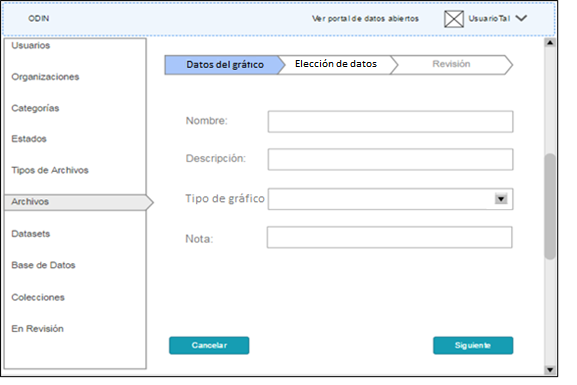 ODIN
Ver portal de datos abiertos
UsuarioTal
Usuarios
Organizaciones
Categorías
Estados
Tipos de Archivos
Archivos
Datasets
Base de Datos
Colecciones
En Revisión
Datos del gráfico
Elección de datos
Revisión
Nombre:
Descripción:
Tipo de gráfico
Nota:
Cancelar
Siguiente